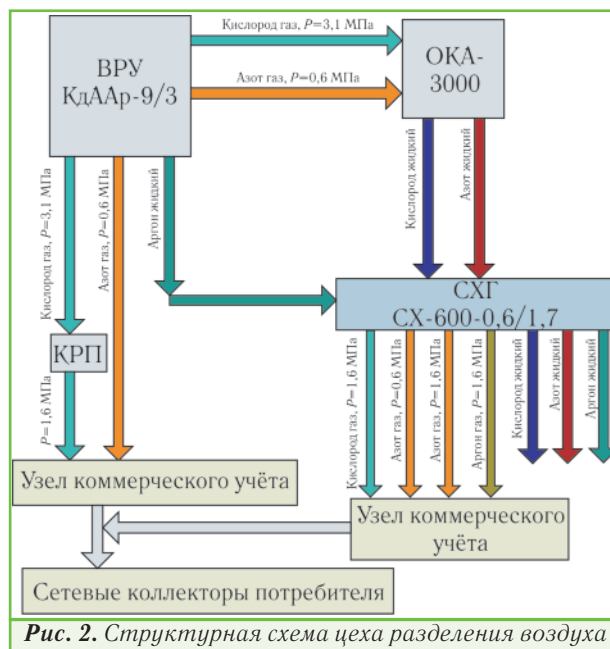 Кислород газ, P=3,1 МПа
ВРУ
КдААр-9/3
Азот газ, P=0,6 МПа
ОКА-
3000
Кислород газ, P=3,1 МПа
Азот газ, P=0,6 МПа
Аргон жидкий
Кислород жидкий
Азот жидкий
КРП
P=1,6 МПа
СХГ
СХ-600-0,6/1,7
Кислород газ, P=1,6 МПа
Азот газ, P=0,6 МПа
Азот газ, P=1,6 МПа
Аргон газ, P=1,6 МПа
Кислород жидкий
Азот жидкий
Аргон жидкий
Узел коммерческого учёта
Узел коммерческого
учёта
Сетевые коллекторы потребителя
Рис. 2. Структурная схема цеха разделения воздуха